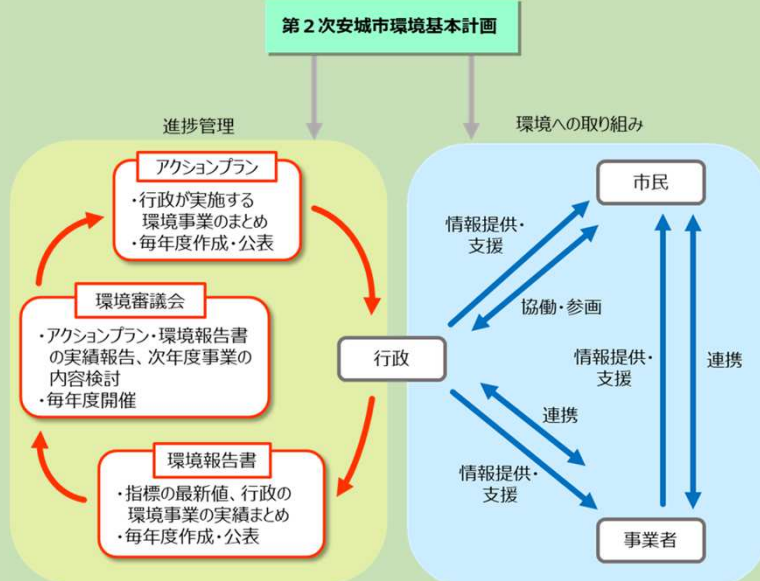 第2次安城市環境基本計画
進捗管理
アクションプラン
・行政が実施する
環境事業のまとめ
・毎年度作成・公表
環境審議会
・アクションプラン・環境報告書
の実績報告、次年度事業の
内容検討
・毎年度開催
環境報告書
・指標の最新値、行政の
環境事業の実績まとめ
・毎年度作成・公表
行政
環境への取り組み
市民
情報提供・
支援
協働・参画
情報提供・
支援
連携
連携
情報提供・
支援
事業者